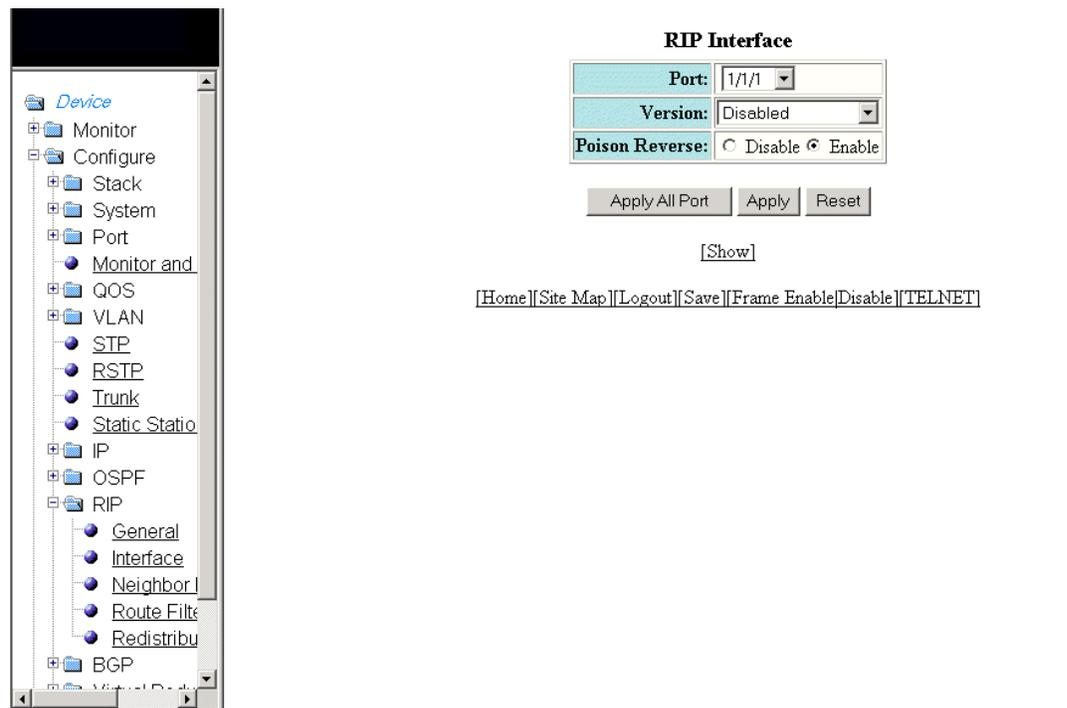 Device
Monitor
Configure
Stack
System
Port
Monitor and
QOS
VLAN
STP
RSTP
Trunk
Static Statio
IP
OSPF
RIP
General
Interface
Neighbor
Route Filte
Redistribu
BGP
Virtual
RIP Interface
Port: 1/1/1
Version: Disabled
Poison Reverse: Disable Enable
Apply All Port Apply Reset
[Show]
[Home][Site Map][Logout][Save][Frame Enable|Disable][TELNET]